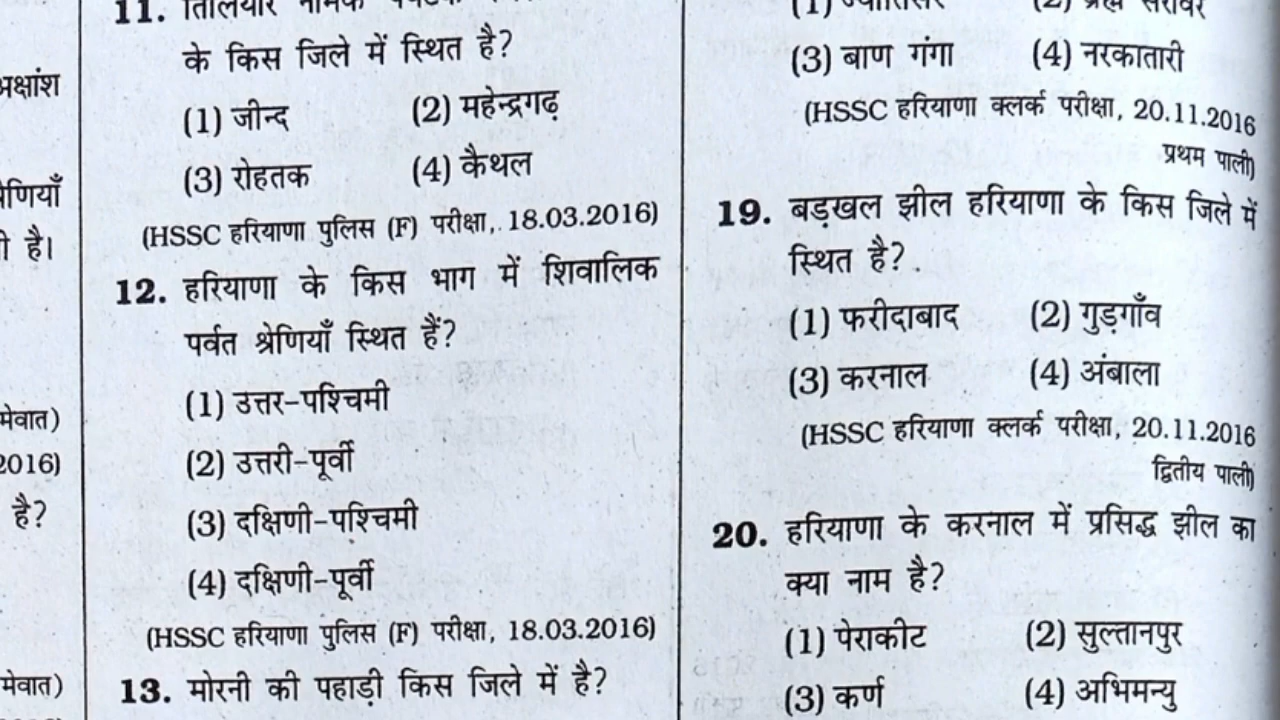 अक्षांश
मेवात)
2016)
है?
मेवात)
11. तिलियार नामक
के किस जिले में स्थित है?
(1) जीन्द (2) महेन्द्रगढ़
(3) रोहतक (4) कैथल
(HSSC हरियाणा पुलिस (F) परीक्षा, 18.03.2016)
12. हरियाणा के किस भाग में शिवालिक
पर्वत श्रेणियाँ स्थित हैं?
(1) उत्तर-पश्चिमी
(2) उत्तरी-पूर्वी
(3) दक्षिणी-पश्चिमी
(4) दक्षिणी-पूर्वी
(HSSC हरियाणा पुलिस (F) परीक्षा, 18.03.2016)
13. मोरनी की पहाड़ी किस जिले में है?
(3) बाण गंगा (4) नरकातारी
(HSSC हरियाणा क्लर्क परीक्षा, 20.11.2016
प्रथम पाली)
19. बड़खल झील हरियाणा के किस जिले में
स्थित है?
(1) फरीदाबाद (2) गुड़गाँव
(3) करनाल (4) अंबाला
(HSSC हरियाणा क्लर्क परीक्षा, 20.11.2016
द्वितीय पाली)
20. हरियाणा के करनाल में प्रसिद्ध झील का
क्या नाम है?
(1) पेराकीट (2) सुल्तानपुर
(3) कर्ण (4) अभिमन्यु